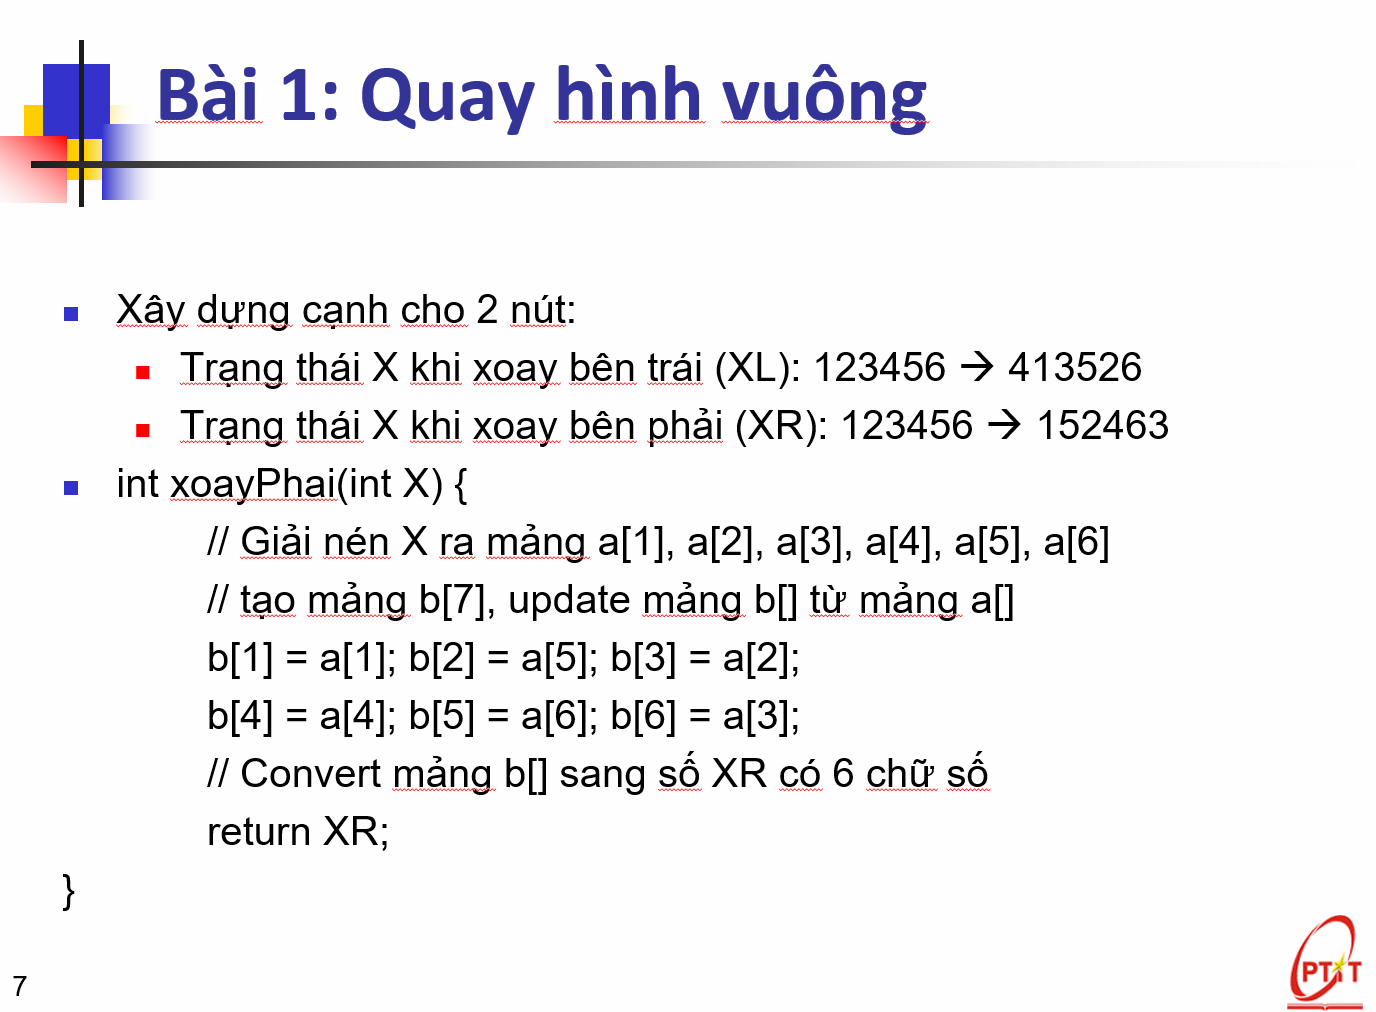 Bài 1: Quay hình vuông
Xây dựng cạnh cho 2 nút:
Trạng thái X khi xoay bên trái (XL): 123456 → 413526
Trạng thái X khi xoay bên phải (XR): 123456 → 152463
int xoayPhai(int X) {
// Giải nén X ra mảng a[1], a[2], a[3], a[4], a[5], a[6]
// tạo mảng b[7], update mảng b[] từ mảng a[]
b[1] = a[1]; b[2] = a[5]; b[3] = a[2];
b[4] = a[4]; b[5] = a[6]; b[6] = a[3];
// Convert mảng b[] sang số XR có 6 chữ số
return XR;
}
7
PTIT